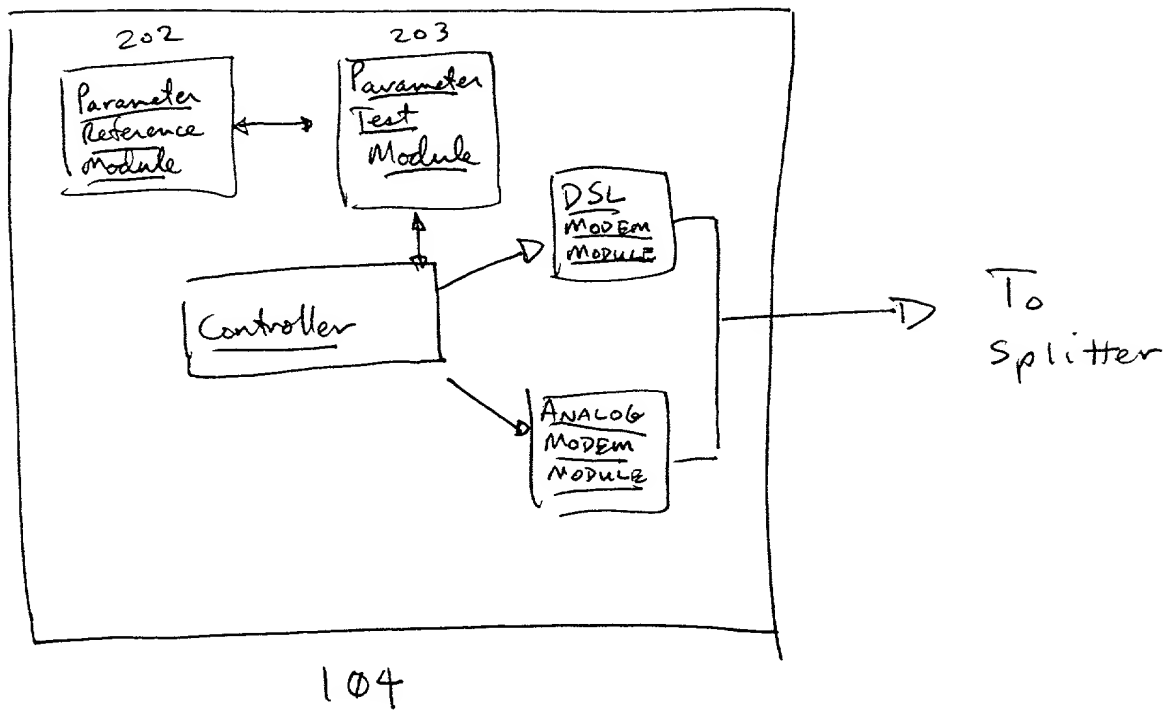 202
203
Parameter
Reference
Module
Parameter
Test
Module
DSL
MODEM
MODULE
Controller
To
Splitter
ANALOG
MODEM
MODULE
104